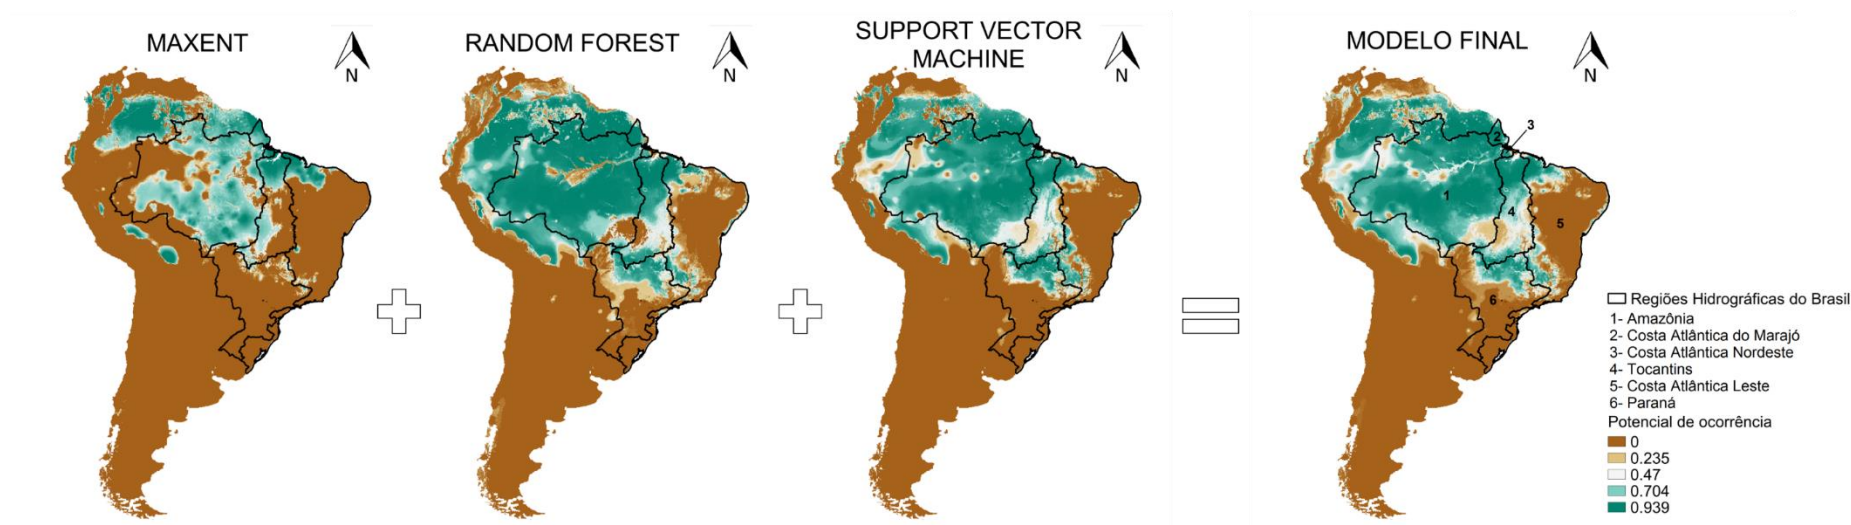 MAXENT
N
RANDOM FOREST
N
SUPPORT VECTOR
MACHINE
N
MODELO FINAL
N
3
2
1
4
5
6
Regiões Hidrográficas do Brasil
1- Amazônia
2- Costa Atlântica do Marajó
3- Costa Atlântica Nordeste
4- Tocantins
5- Costa Atlântica Leste
6- Paraná
Potencial de ocorrência
0
0.235
0.47
0.704
0.939